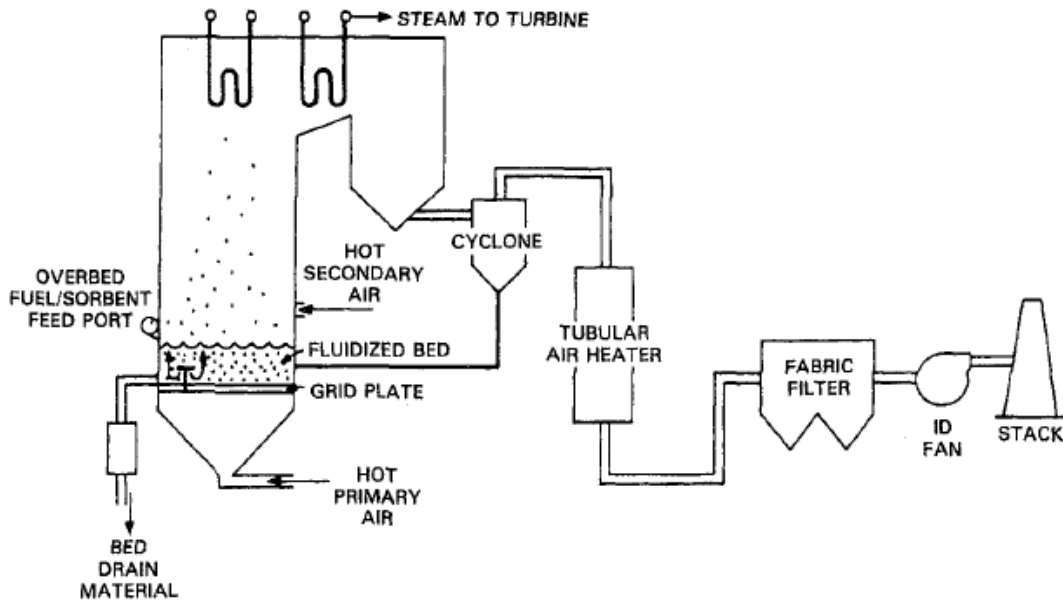 STEAM TO TURBINE
CYCLONE
HOT
SECONDARY
AIR
OVERBED
FUEL/SORBENT
FEED PORT
FLUIDIZED BED
GRID PLATE
TUBULAR
AIR HEATER
FABRIC
FILTER
ID
FAN
STACK
HOT
PRIMARY
AIR
BED
DRAIN
MATERIAL